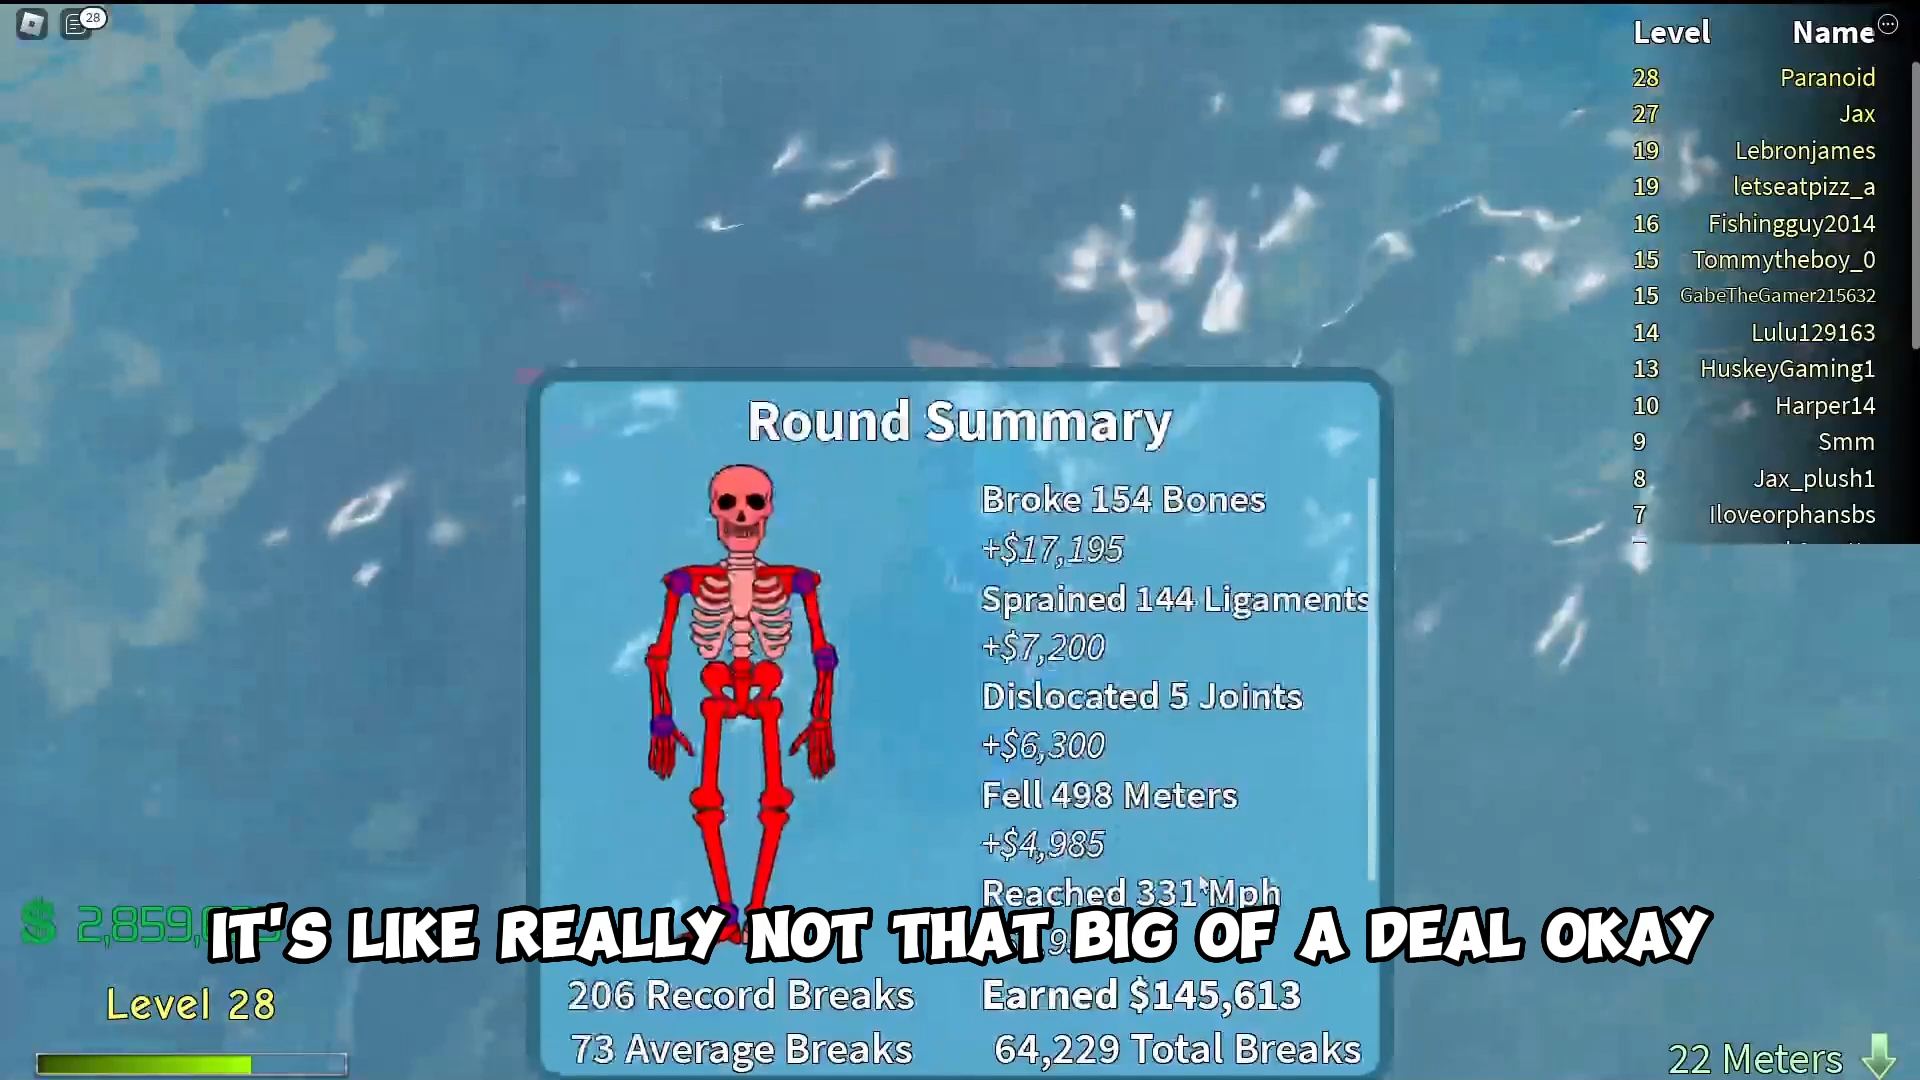 28
Level Name
28 Paranoid
27 Jax
19 Lebronjames
19 letseatpizz_a
16 Fishingguy2014
15 Tommytheboy_0
15 GabeTheGamer215632
14 Lulu129163
13 HuskeyGaming1
10 Harper14
9 Smm
8 Jax_plush1
7 Iloveorphansbs
Round Summary
Broke 154 Bones
+$17,195
Sprained 144 Ligaments
+$7,200
Dislocated 5 Joints
+$6,300
Fell 498 Meters
+$4,985
Reached 331 Mph
IT'S LIKE REALLY NOT THAT BIG OF A DEAL OKAY
206 Record Breaks
Earned $145,613
73 Average Breaks
64,229 Total Breaks
Level 28
22 Meters